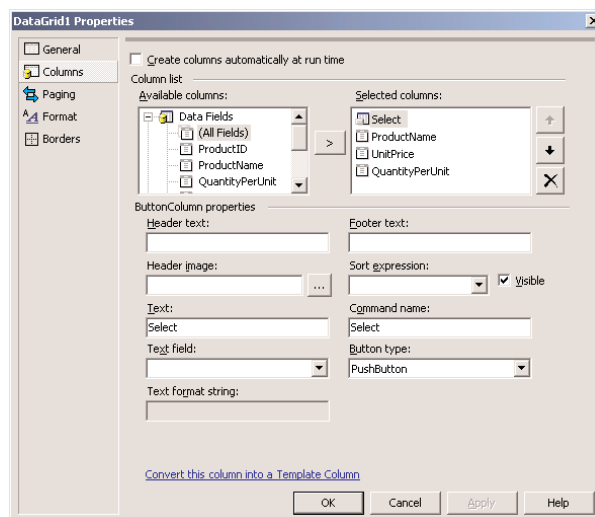 DataGrid1 Properties
General
Columns
Paging
Format
Borders
Create columns automatically at run time
Column list
Available columns:
Selected columns:
Data Fields
(All Fields)
ProductID
ProductName
QuantityPerUnit
>
Select
ProductName
UnitPrice
QuantityPerUnit
ButtonColumn properties
Header text:
Footer text:
Header image:
...
Sort expression:
Visible
Text:
Command name:
Select
Select
Text field:
Button type:
PushButton
Text format string:
Convert this column into a Template Column
OK
Cancel
Apply
Help